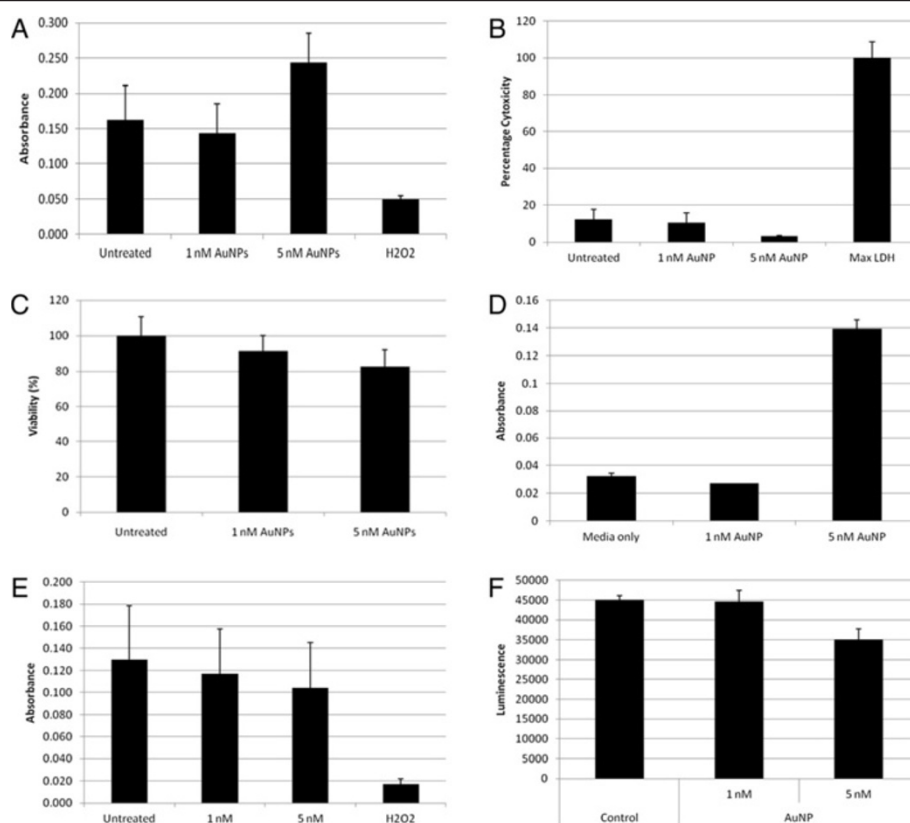 A
Absorbance
0.300
0.250
0.200
0.150
0.100
0.050
0.000
Untreated 1 nM AuNPs 5 nM AuNPs H2O2
B
Percentage Cytoxicity
120
100
80
60
40
20
0
Untreated 1 nM AuNP 5 nM AuNP Max LDH
C
Viability (%)
120
100
80
60
40
20
0
Untreated 1 nM AuNPs 5 nM AuNPs
D
Absorbance
0.16
0.14
0.12
0.1
0.08
0.06
0.04
0.02
0
Media only 1 nM AuNP 5 nM AuNP
E
Absorbance
0.200
0.180
0.160
0.140
0.120
0.100
0.080
0.060
0.040
0.020
0.000
Untreated 1 nM 5 nM H2O2
F
Luminescence
50000
45000
40000
35000
30000
25000
20000
15000
10000
5000
0
1 nM 5 nM
Control AuNP